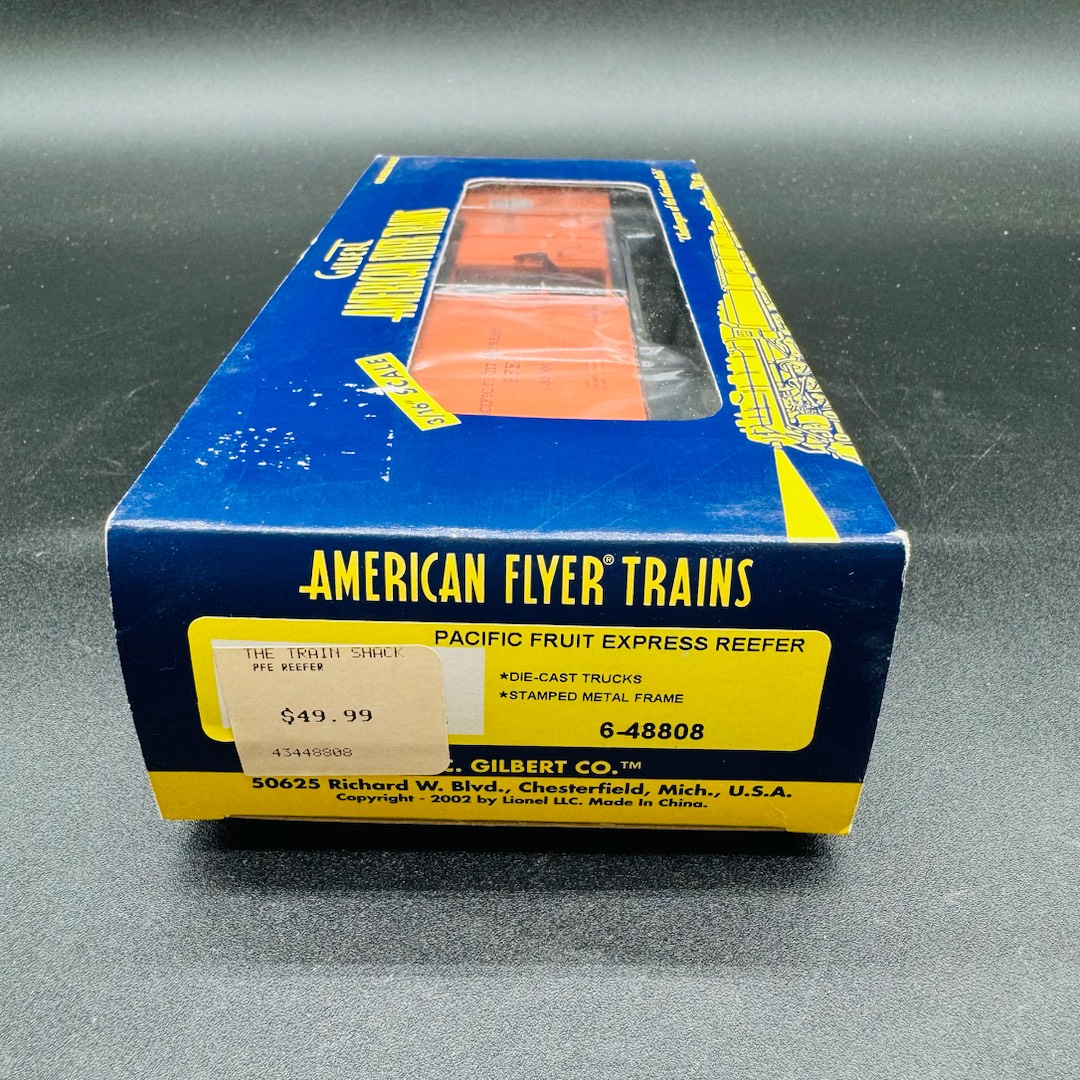 GILBERT
AMERICAN FLYER TRAINS
3/16" SCALE
PFE
AMERICAN FLYER® TRAINS
PACIFIC FRUIT EXPRESS REEFER
★DIE-CAST TRUCKS
★STAMPED METAL FRAME
6-48808
THE TRAIN SHACK
PFE REEFER
$49.99
43448808
C. GILBERT CO.™
50625 Richard W. Blvd., Chesterfield, Mich., U.S.A.
Copyright - 2002 by Lionel LLC. Made In China.